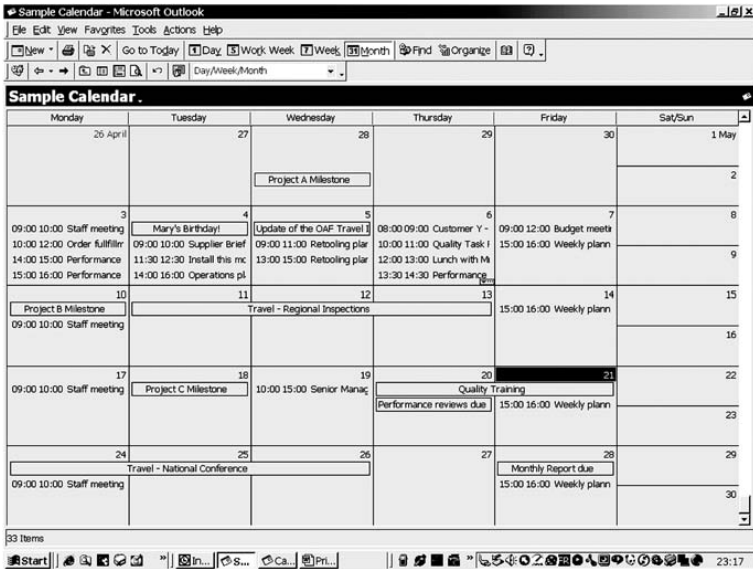 Sample Calendar - Microsoft Outlook
File Edit View Favorites Tools Actions Help
New Go to Today 1 Day 5 Work Week 7 Week 31 Month Find Organize
Day/Week/Month
Sample Calendar.
Monday Tuesday Wednesday Thursday Friday Sat/Sun
26 April 27 28 29 30 1 May
Project A Milestone
2
3 4 5 6 7 8
09:00 10:00 Staff meeting Mary's Birthday! Update of the OAF Travel 08:00 09:00 Customer Y - 09:00 12:00 Budget
10:00 12:00 Order 09:00 10:00 Supplier Brief 09:00 11:00 Retooling plan 10:00 11:00 Quality Task 15:00 16:00 Weekly plann
14:00 15:00 Performance 11:30 12:30 Install this 13:00 15:00 Retooling plan 12:00 13:00 Lunch with 9
15:00 16:00 Performance 14:00 16:00 Operations pl 13:30 14:30 Performance
10 11 12 13 14 15
Project B Milestone Travel - Regional Inspections 15:00 16:00 Weekly plann
09:00 10:00 Staff meeting
16
17 18 19 20 21 22
09:00 10:00 Staff meeting Project C Milestone 10:00 15:00 Senior Quality Training
Performance reviews due 15:00 16:00 Weekly plann
23
24 25 26 27 28 29
Travel - National Conference Monthly Report due
09:00 10:00 Staff meeting 15:00 16:00 Weekly plann
30
33 Items
Start In... S... Ca... Pri... 23:17